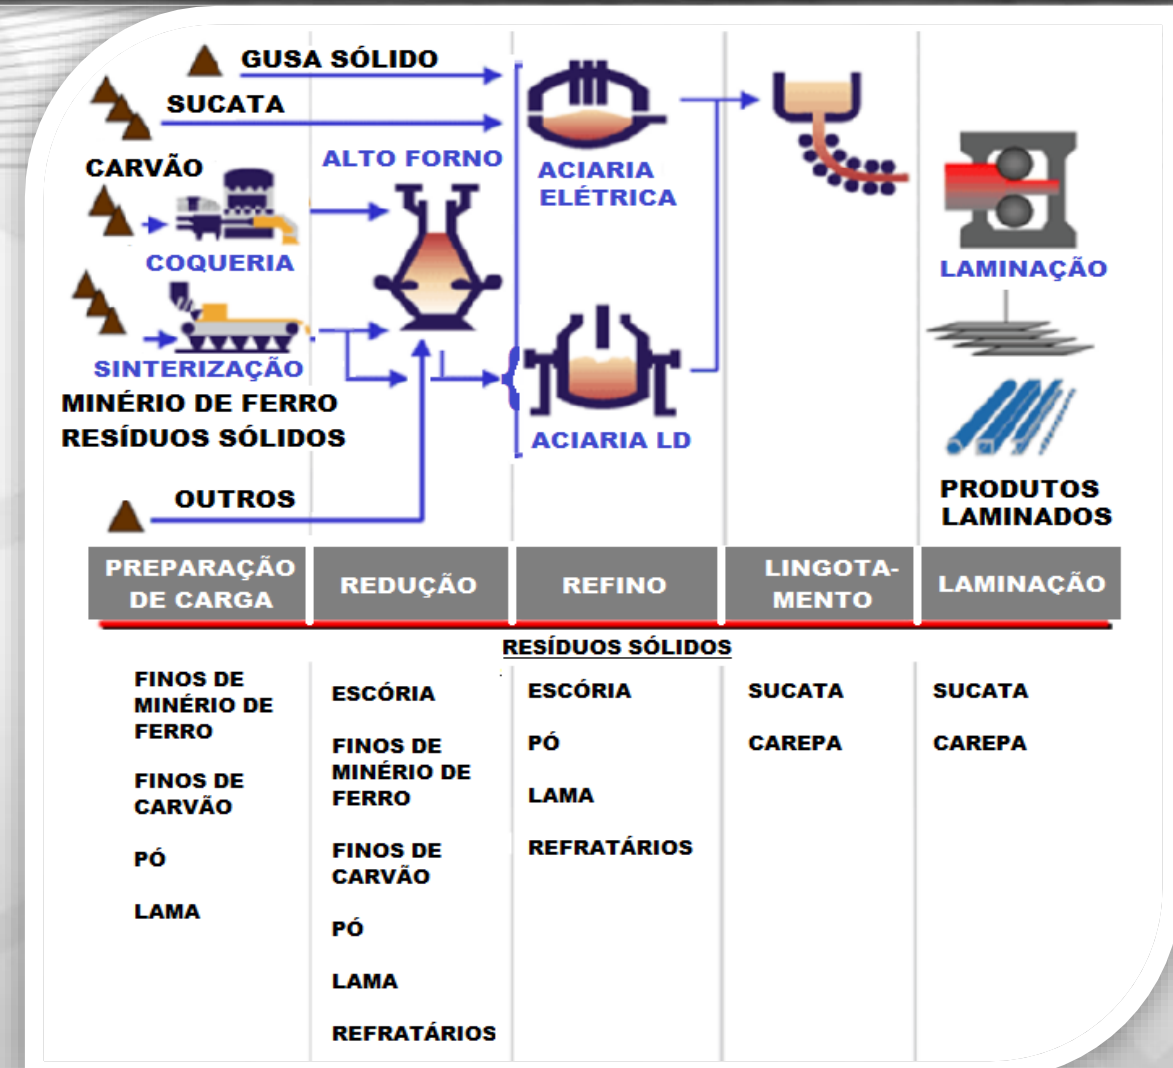 GUSA SÓLIDO
SUCATA
CARVÃO
COQUERIA
SINTERIZAÇÃO
MINÉRIO DE FERRO
RESÍDUOS SÓLIDOS
OUTROS
ALTO FORNO
ACIARIA
ELÉTRICA
ACIARIA LD
LAMINAÇÃO
PRODUTOS
LAMINADOS
PREPARAÇÃO
DE CARGA
REDUÇÃO
REFINO
LINGOTA-
MENTO
LAMINAÇÃO
RESÍDUOS SÓLIDOS
FINOS DE
MINÉRIO DE
FERRO
FINOS DE
CARVÃO
PÓ
LAMA
ESCÓRIA
FINOS DE
MINÉRIO DE
FERRO
FINOS DE
CARVÃO
PÓ
LAMA
REFRATÁRIOS
ESCÓRIA
PÓ
LAMA
REFRATÁRIOS
SUCATA
CAREPA
SUCATA
CAREPA